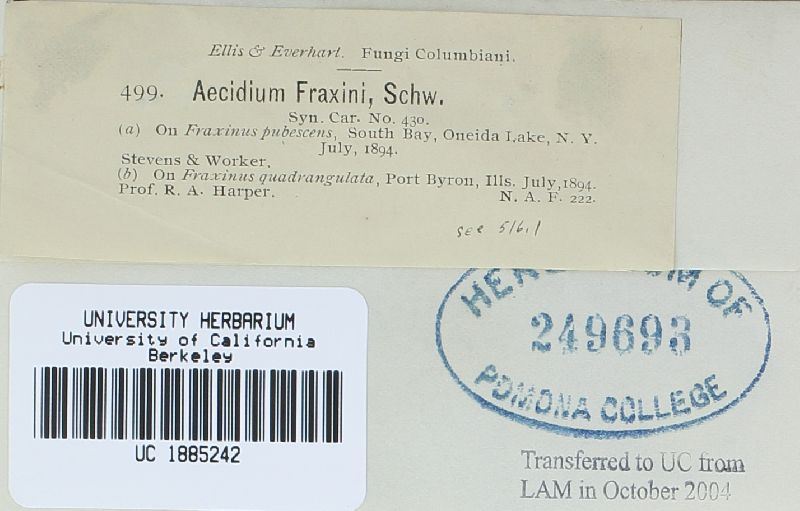 Ellis & Everhart. Fungi Columbiani.
499. Aecidium Fraxini, Schw.
Syn. Car. No. 430.
(a) On Fraxinus pubescens, South Bay, Oneida Lake, N. Y.
July, 1894.
Stevens & Worker.
(b) On Fraxinus quadrangulata, Port Byron, Ills. July, 1894.
Prof. R. A. Harper. N. A. F. 222.
see 516.1
UNIVERSITY HERBARIUM
University of California
Berkeley
UC 1885242
OF
249693
POMONA COLLEGE
Transferred to UC from
LAM in October 2004